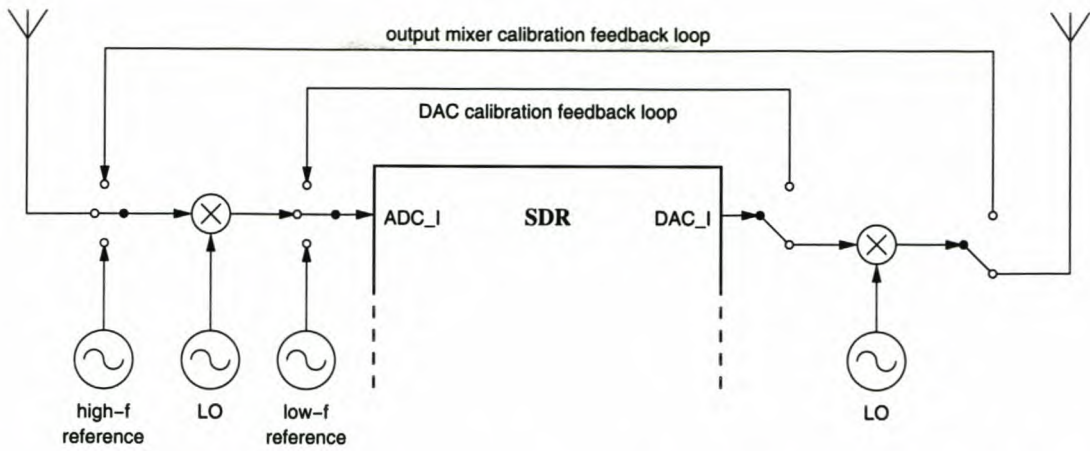 output mixer calibration feedback loop
DAC calibration feedback loop
ADC_I
SDR
DAC_I
high-f
reference
LO
low-f
reference
LO